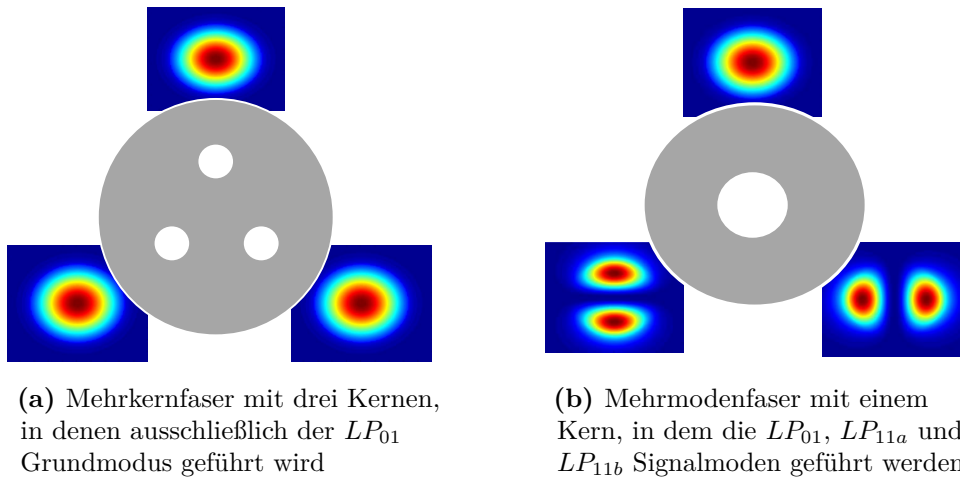 (a) Mehrkernfaser mit drei Kernen,
in denen ausschließlich der LP01
Grundmodus geführt wird
(b) Mehrmodenfaser mit einem
Kern, in dem die LP01, LP11a und
LP11b Signalmoden geführt werden